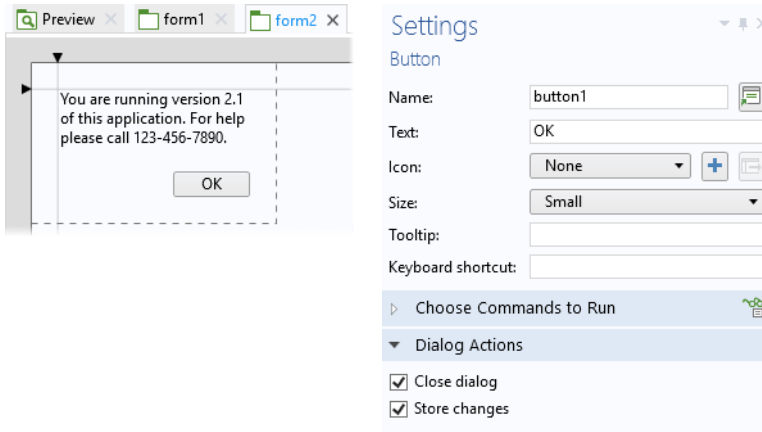 Preview
form1
form2
You are running version 2.1
of this application. For help
please call 123-456-7890.
OK
Settings
Button
Name: button1
Text: OK
Icon: None
Size: Small
Tooltip:
Keyboard shortcut:
Choose Commands to Run
Dialog Actions
Close dialog
Store changes